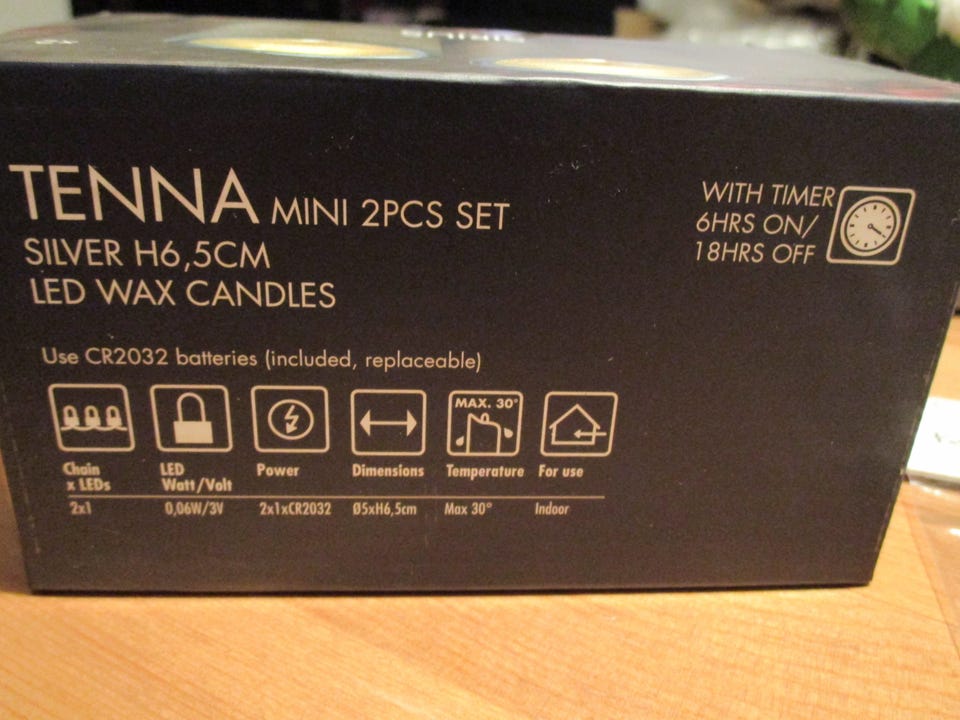 TENNA MINI 2PCS SET
SILVER H6,5CM
LED WAX CANDLES
WITH TIMER
6HRS ON/
18HRS OFF
Use CR2032 batteries (included, replaceable)
MAX. 30°
Chain x LEDs
LED Watt/Volt
Power
Dimensions
Temperature
For use
2x1
0,06W/3V
2x1xCR2032
Ø5xH6,5cm
Max 30°
Indoor